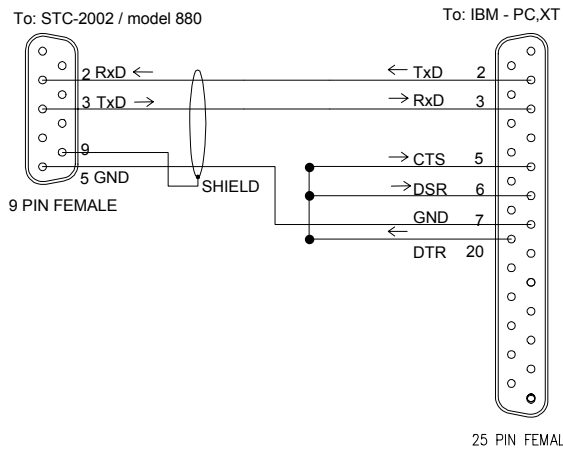 To: STC-2002 / model 880
To: IBM - PC,XT
2 RxD ← ← TxD 2
3 TxD → → RxD 3
9
→ CTS 5
5 GND
SHIELD
→ DSR 6
9 PIN FEMALE
GND 7
←
DTR 20
25 PIN FEMAL